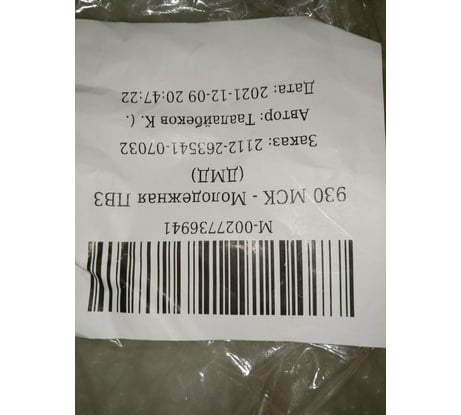 М-0027736941
930 МСК - Молодежная ПВЗ
(ДМД)
Заказ: 2112-263541-07032
Автор: Таалайбеков К. (. .
Дата: 2021-12-09 20:47:22